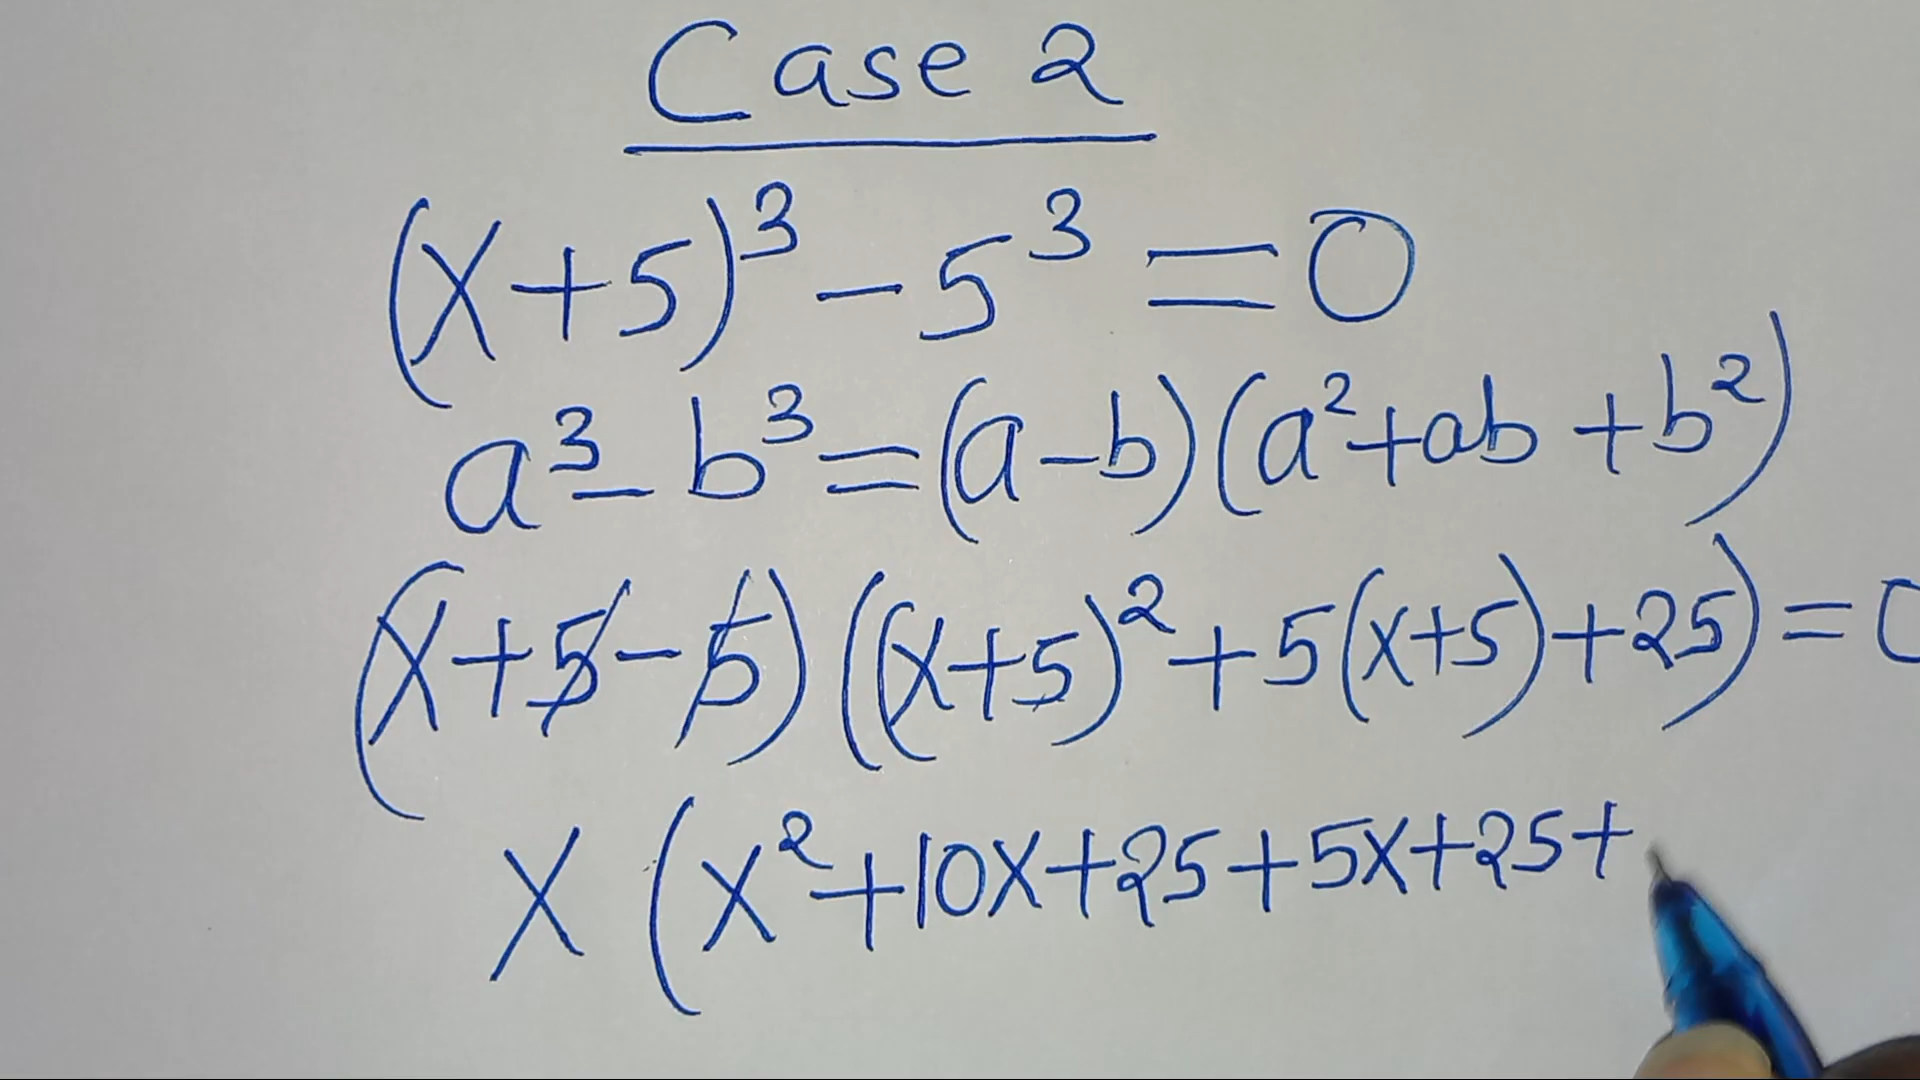 Case 2
(x+5)³ - 5³ = 0
a³ - b³ = (a-b)(a²+ab+b²)
(x+5-5)((x+5)²+5(x+5)+25) = 0
x(x²+10x+25+5x+25+